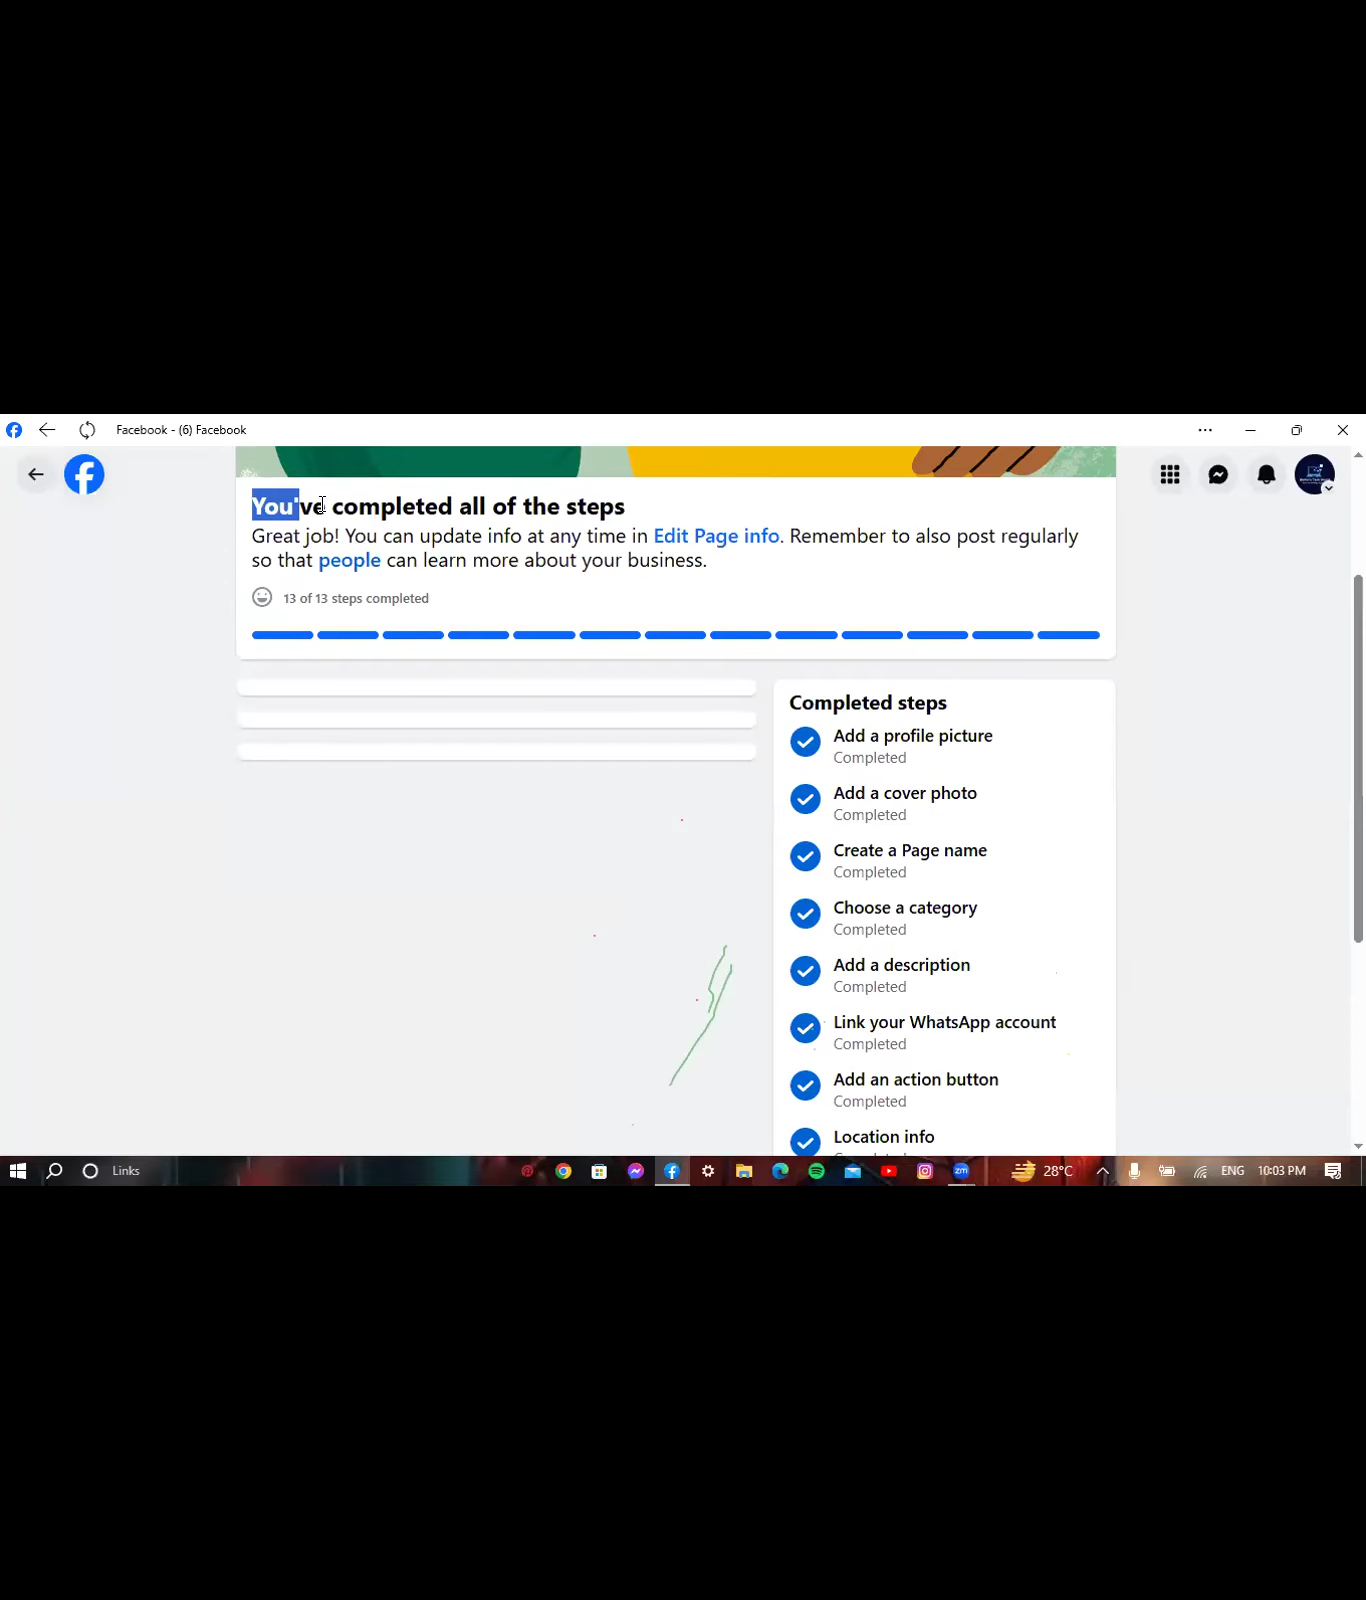 Facebook - (6) Facebook
You've completed all of the steps
Great job! You can update info at any time in Edit Page info. Remember to also post regularly
so that people can learn more about your business.
13 of 13 steps completed
Completed steps
Add a profile picture
Completed
Add a cover photo
Completed
Create a Page name
Completed
Choose a category
Completed
Add a description
Completed
Link your WhatsApp account
Completed
Add an action button
Completed
Location info
Links
zm
28°C
ENG
10:03 PM